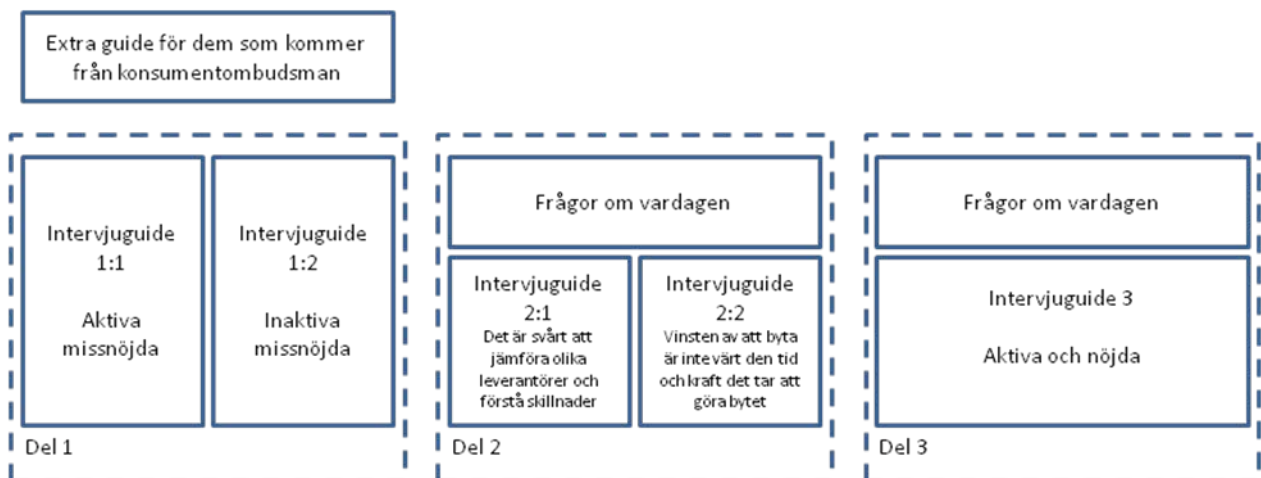 Extra guide för dem som kommer
från konsumentombudsman
Intervjuguide
1:1
Aktiva
missnöjda
Intervjuguide
1:2
Inaktiva
missnöjda
Del 1
Frågor om vardagen
Intervjuguide
2:1
Det är svårt att
jämföra olika
leverantörer och
förstå skillnader
Intervjuguide
2:2
Vinsten av att byta
är inte värt den tid
och kraft det tar att
göra bytet
Del 2
Frågor om vardagen
Intervjuguide 3
Aktiva och nöjda
Del 3